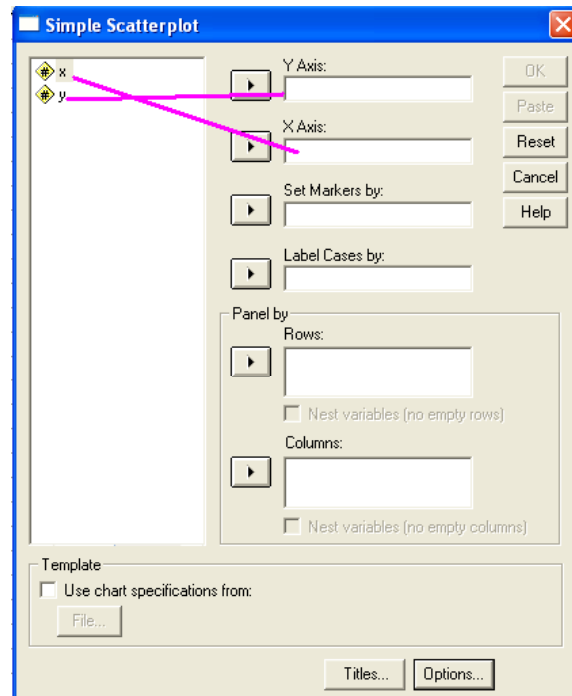 Simple Scatterplot
x
y
Y Axis:
X Axis:
Set Markers by:
Label Cases by:
Panel by
Rows:
Nest variables (no empty rows)
Columns:
Nest variables (no empty columns)
OK
Paste
Reset
Cancel
Help
Template
Use chart specifications from:
File...
Titles...
Options...